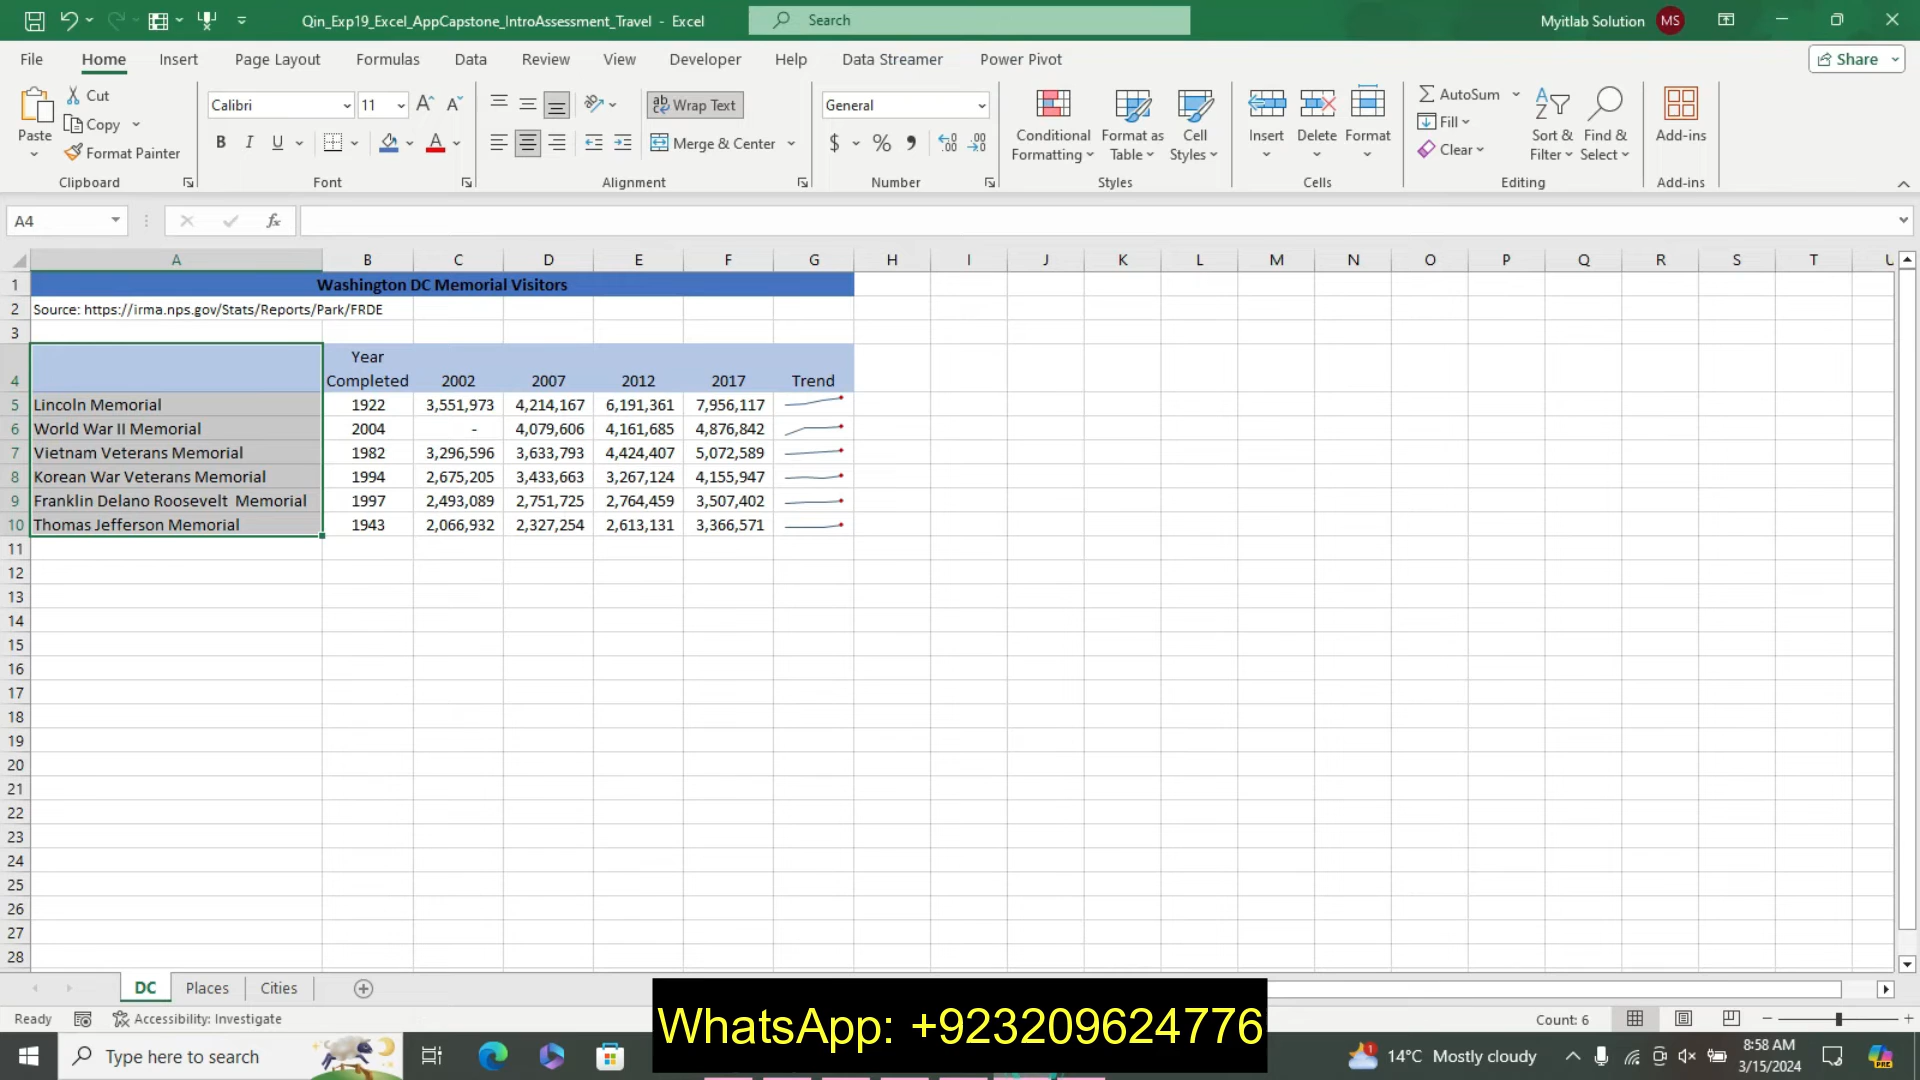 Qin_Exp19_Excel_AppCapstone_IntroAssessment_Travel - Excel
Search
Myitlab Solution
MS
File Home Insert Page Layout Formulas Data Review View Developer Help Data Streamer Power Pivot
Share
Paste
Cut
Copy
Format Painter
Clipboard
Calibri 11
B I U
Font
Wrap Text
Merge & Center
Alignment
General
$ % ,
Number
Conditional Formatting
Format as Table
Cell Styles
Styles
Insert Delete Format
Cells
AutoSum
Fill
Clear
Sort & Filter
Find & Select
Editing
Add-ins
Add-ins
A4
fx
A B C D E F G H I J K L M N O P Q R S T U
1 Washington DC Memorial Visitors
2 Source: https://irma.nps.gov/Stats/Reports/Park/FRDE
3
4 Year Completed 2002 2007 2012 2017 Trend
5 Lincoln Memorial 1922 3,551,973 4,214,167 6,191,361 7,956,117
6 World War II Memorial 2004 - 4,079,606 4,161,685 4,876,842
7 Vietnam Veterans Memorial 1982 3,296,596 3,633,793 4,424,407 5,072,589
8 Korean War Veterans Memorial 1994 2,675,205 3,433,663 3,267,124 4,155,947
9 Franklin Delano Roosevelt  Memorial 1997 2,493,089 2,751,725 2,764,459 3,507,402
10 Thomas Jefferson Memorial 1943 2,066,932 2,327,254 2,613,131 3,366,571
11
12
13
14
15
16
17
18
19
20
21
22
23
24
25
26
27
28
DC Places Cities
Ready
Accessibility: Investigate
Count: 6
WhatsApp: +923209624776
Type here to search
14°C Mostly cloudy
8:58 AM
3/15/2024